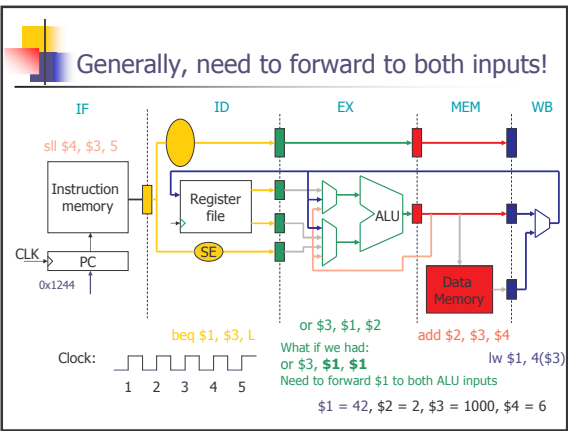 Generally, need to forward to both inputs!
IF ID EX MEM WB
sll $4, $3, 5
Instruction
memory
Register
file
ALU
SE
CLK
PC
0x1244
Data
Memory
or $3, $1, $2
beq $1, $3, L
add $2, $3, $4
What if we had:
or $3, $1, $1
lw $1, 4($3)
Clock:
Need to forward $1 to both ALU inputs
1 2 3 4 5
$1 = 42, $2 = 2, $3 = 1000, $4 = 6